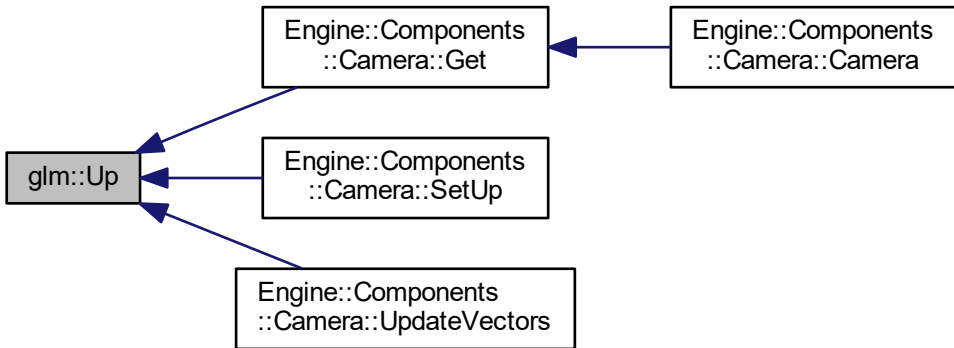 Engine::Components
::Camera::Get
Engine::Components
::Camera::Camera
glm::Up
Engine::Components
::Camera::SetUp
Engine::Components
::Camera::UpdateVectors